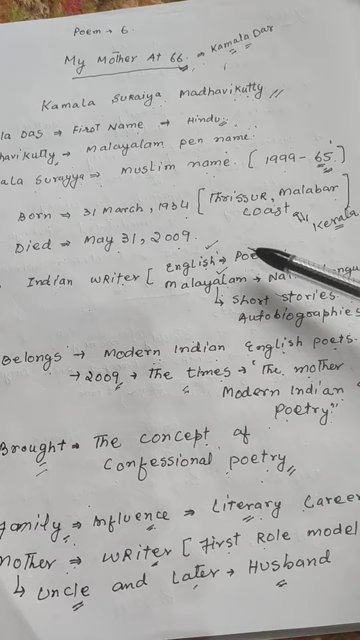 Poem → 6
My Mother At 66. → Kamala Das
Kamala Suraiya Madhavikutty //
la Das → First Name → Hindu
havikutty → Malayalam pen name.
ala Surayya → Muslim name. [1999 - 65]
Born → 31 March, 1934 [Thrissur, Malabar
coast Kerala
Died → May 31, 2009.
Indian Writer [ English → Poe
Malayalam → Na
↳ Short stories.
Autobiographies
Belongs → Modern Indian English poets.
→ 2009, → The times → "The mother
Modern Indian
Poetry."
Brought → The concept of
Confessional poetry //
Family → Influence → Literary Career
mother → Writer [First Role model
↳ Uncle and Later → Husband